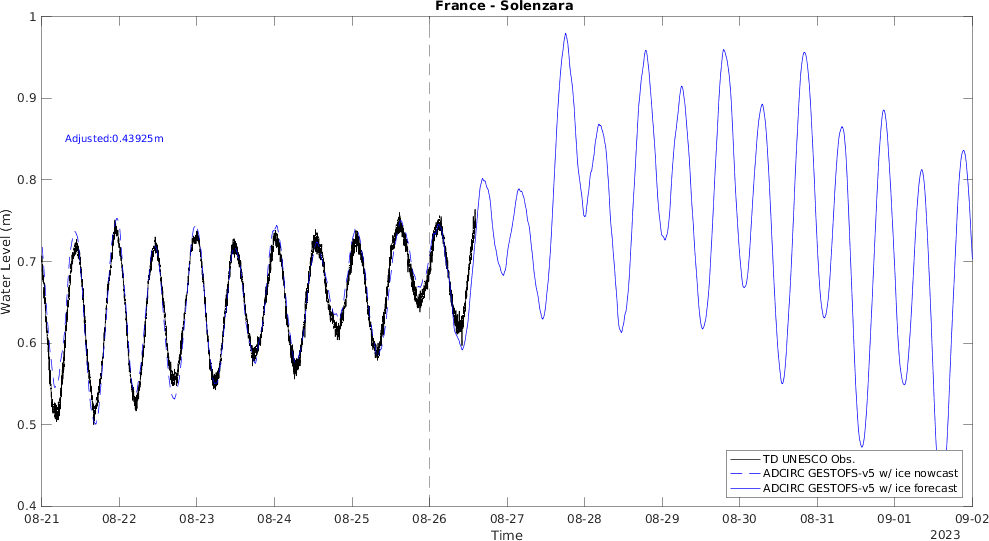 France - Solenzara
1
0.9
0.8
0.7
0.6
0.5
0.4
Water Level (m)
Adjusted:0.43925m
TD UNESCO Obs.
ADCIRC GESTOFS-v5 w/ ice nowcast
ADCIRC GESTOFS-v5 w/ ice forecast
08-21 08-22 08-23 08-24 08-25 08-26 08-27 08-28 08-29 08-30 08-31 09-01 09-02
Time
2023